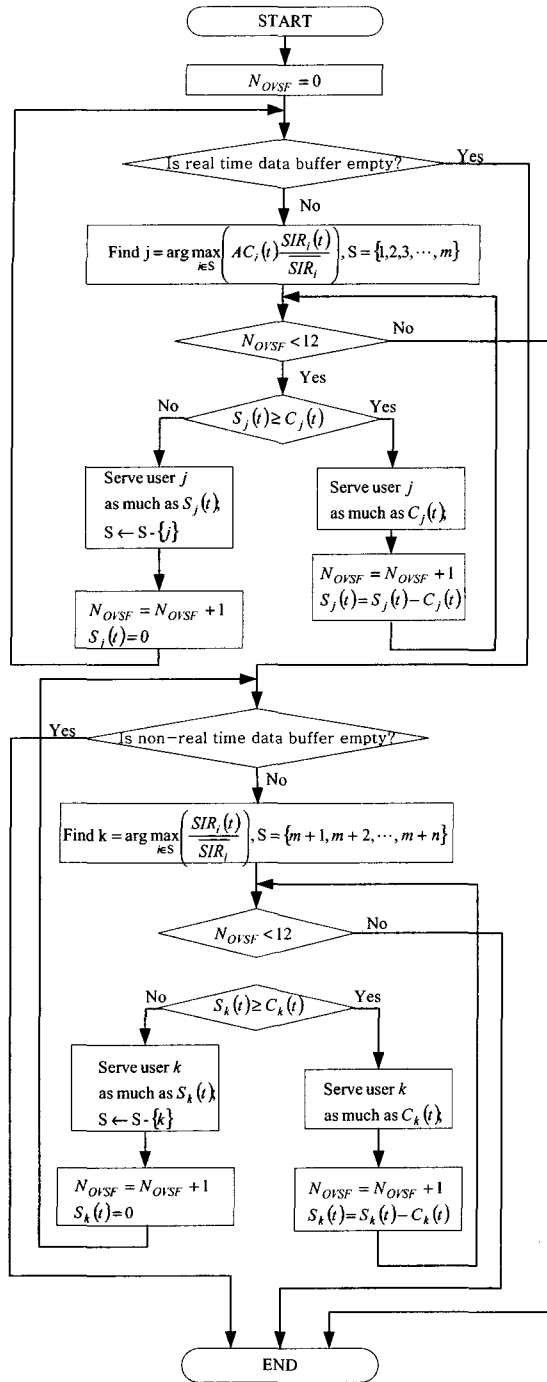 START
N_OVSF = 0
Is real time data buffer empty?
Yes
No
Find j = arg max_{i∈S} ( AC_i(t) SIR_i(t) / \overline{SIR_i} ), S = {1,2,3,⋯,m}
N_OVSF < 12
No
Yes
No
S_j(t) ≥ C_j(t)
Yes
Serve user j
as much as S_j(t);
S ← S-{j}
Serve user j
as much as C_j(t);
N_OVSF = N_OVSF + 1
S_j(t) = 0
N_OVSF = N_OVSF + 1
S_j(t) = S_j(t) − C_j(t)
Yes
Is non-real time data buffer empty?
No
Find k = arg max_{i∈S} ( SIR_i(t) / \overline{SIR_i} ), S = {m+1, m+2, ⋯, m+n}
N_OVSF < 12
No
No
S_k(t) ≥ C_k(t)
Yes
Serve user k
as much as S_k(t);
S ← S-{k}
Serve user k
as much as C_k(t);
N_OVSF = N_OVSF + 1
S_k(t) = 0
N_OVSF = N_OVSF + 1
S_k(t) = S_k(t) − C_k(t)
END